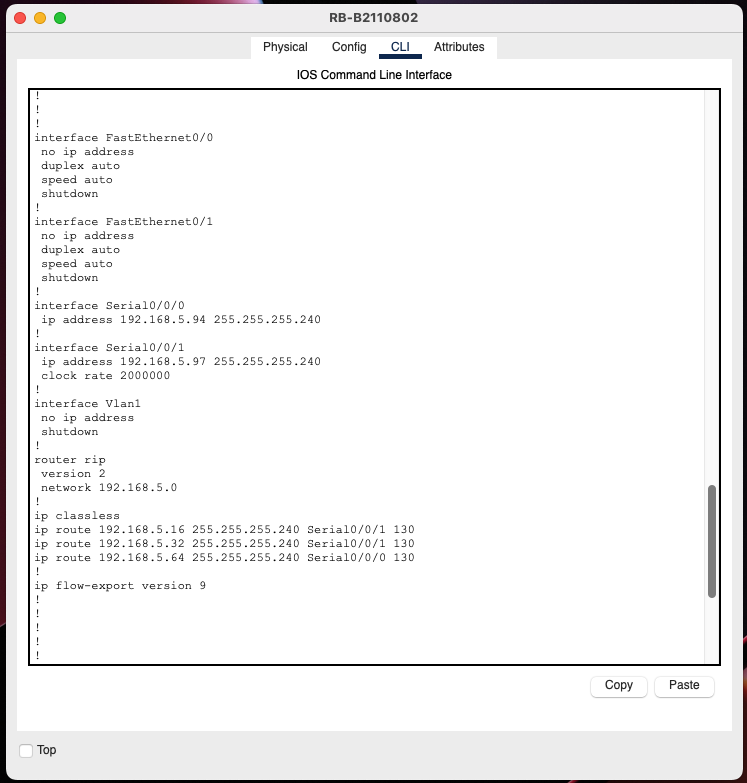 RB-B2110802
Physical Config CLI Attributes
IOS Command Line Interface
!
!
!
interface FastEthernet0/0
 no ip address
 duplex auto
 speed auto
 shutdown
!
interface FastEthernet0/1
 no ip address
 duplex auto
 speed auto
 shutdown
!
interface Serial0/0/0
 ip address 192.168.5.94 255.255.255.240
!
interface Serial0/0/1
 ip address 192.168.5.97 255.255.255.240
 clock rate 2000000
!
interface Vlan1
 no ip address
 shutdown
!
router rip
 version 2
 network 192.168.5.0
!
ip classless
ip route 192.168.5.16 255.255.255.240 Serial0/0/1 130
ip route 192.168.5.32 255.255.255.240 Serial0/0/1 130
ip route 192.168.5.64 255.255.255.240 Serial0/0/0 130
!
ip flow-export version 9
!
!
!
!
!
Copy Paste
Top